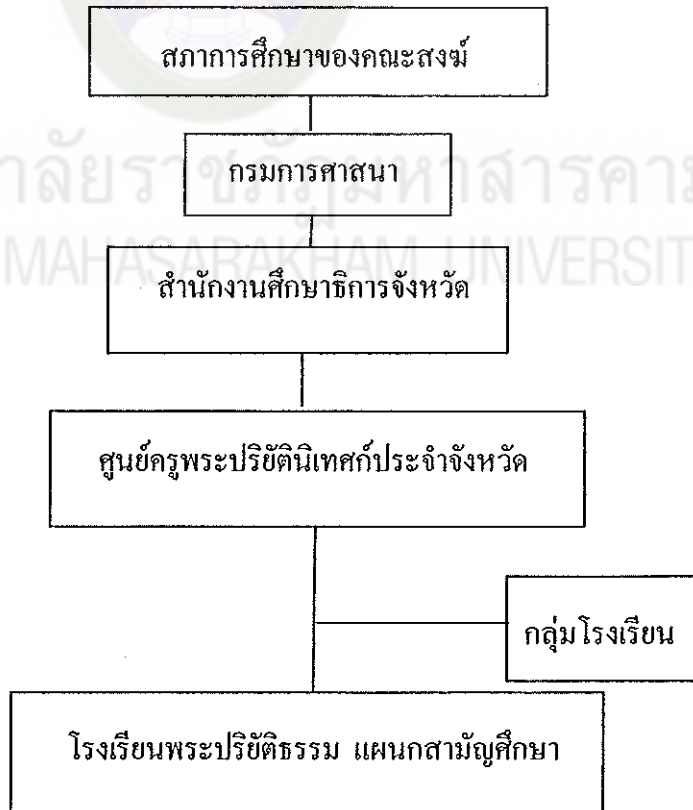 สภาการศึกษาของคณะสงฆ์
กรมการศาสนา
าลัยราชภัฏมหาสารคาม
MAHASARAKHAM UNIVERSIT
สำนักงานศึกษาธิการจังหวัด
ศูนย์ครูพระปริยัตินิเทศก์ประจำจังหวัด
กลุ่มโรงเรียน
โรงเรียนพระปริยัติธรรม แผนกสามัญศึกษา